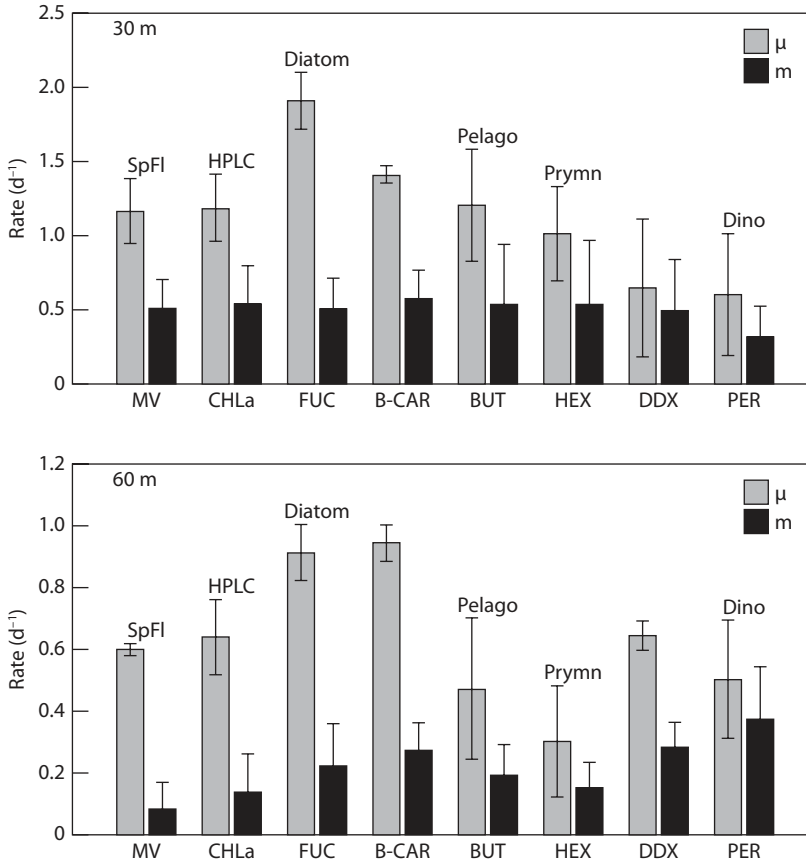 30 m
µ
m
Rate (d⁻¹)
2.5
2.0
1.5
1.0
0.5
0
SpFl
HPLC
Diatom
Pelago
Prymn
Dino
MV CHLa FUC B-CAR BUT HEX DDX PER
60 m
µ
m
Rate (d⁻¹)
1.2
1.0
0.8
0.6
0.4
0.2
0
SpFl
HPLC
Diatom
Pelago
Prymn
Dino
MV CHLa FUC B-CAR BUT HEX DDX PER